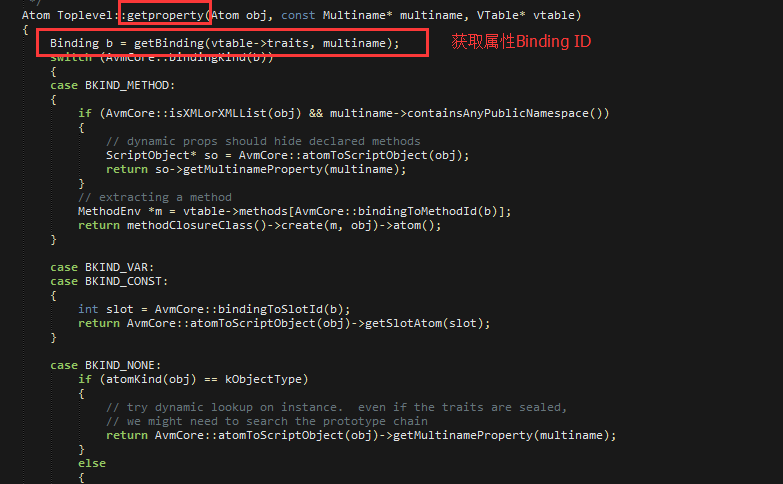 */
Atom Toplevel::getproperty(Atom obj, const Multiname* multiname, VTable* vtable)
{
Binding b = getBinding(vtable->traits, multiname);
获取属性Binding ID
switch (AvmCore::bindingKind(b))
{
case BKIND_METHOD:
{
if (AvmCore::isXMLorXMLList(obj) && multiname->containsAnyPublicNamespace())
{
// dynamic props should hide declared methods
ScriptObject* so = AvmCore::atomToScriptObject(obj);
return so->getMultinameProperty(multiname);
}
// extracting a method
MethodEnv *m = vtable->methods[AvmCore::bindingToMethodId(b)];
return methodClosureClass()->create(m, obj)->atom();
}
case BKIND_VAR:
case BKIND_CONST:
{
int slot = AvmCore::bindingToSlotId(b);
return AvmCore::atomToScriptObject(obj)->getSlotAtom(slot);
}
case BKIND_NONE:
if (atomKind(obj) == kObjectType)
{
// try dynamic lookup on instance.  even if the traits are sealed,
// we might need to search the prototype chain
return AvmCore::atomToScriptObject(obj)->getMultinameProperty(multiname);
}
else
{